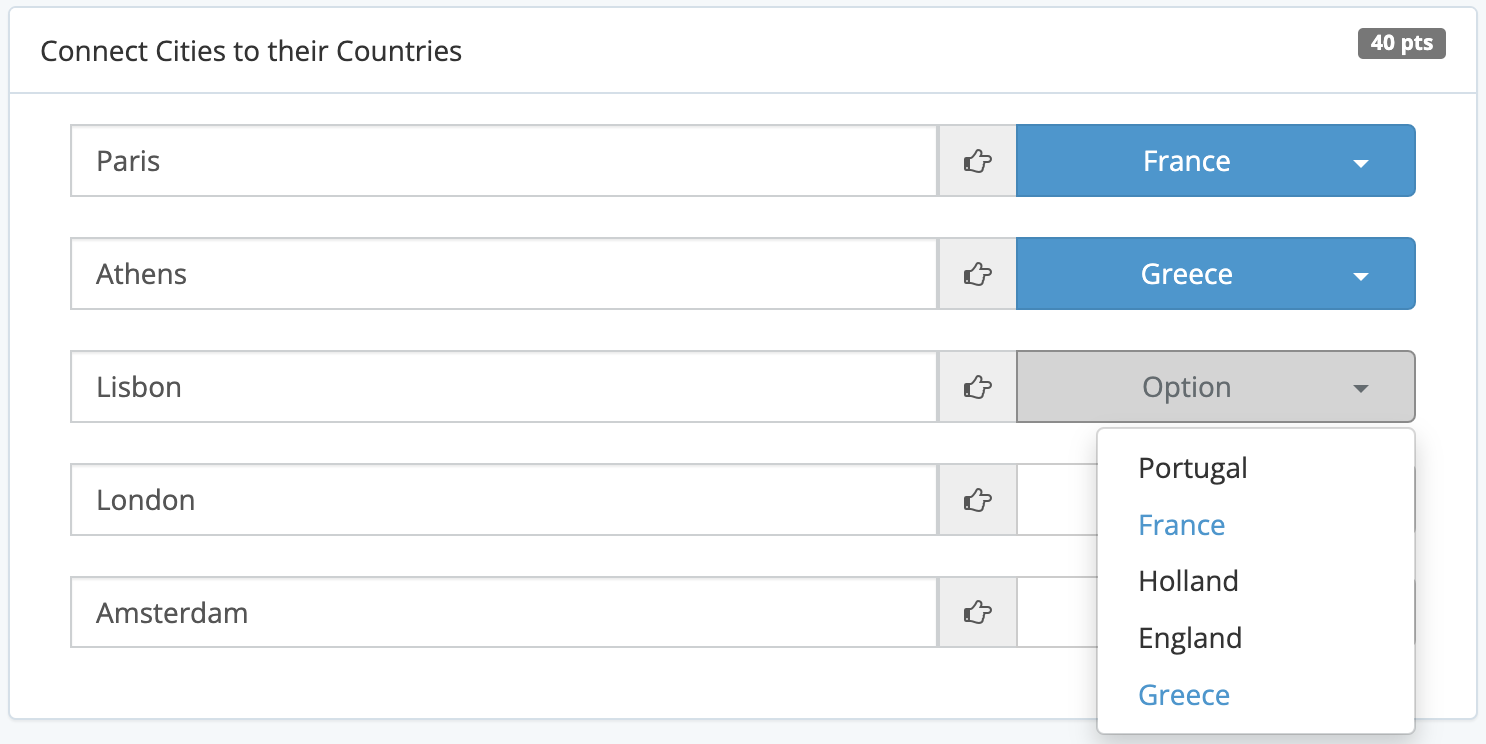 Connect Cities to their Countries 40 pts
Paris France
Athens Greece
Lisbon Option
Portugal
London
France
Holland
Amsterdam
England
Greece